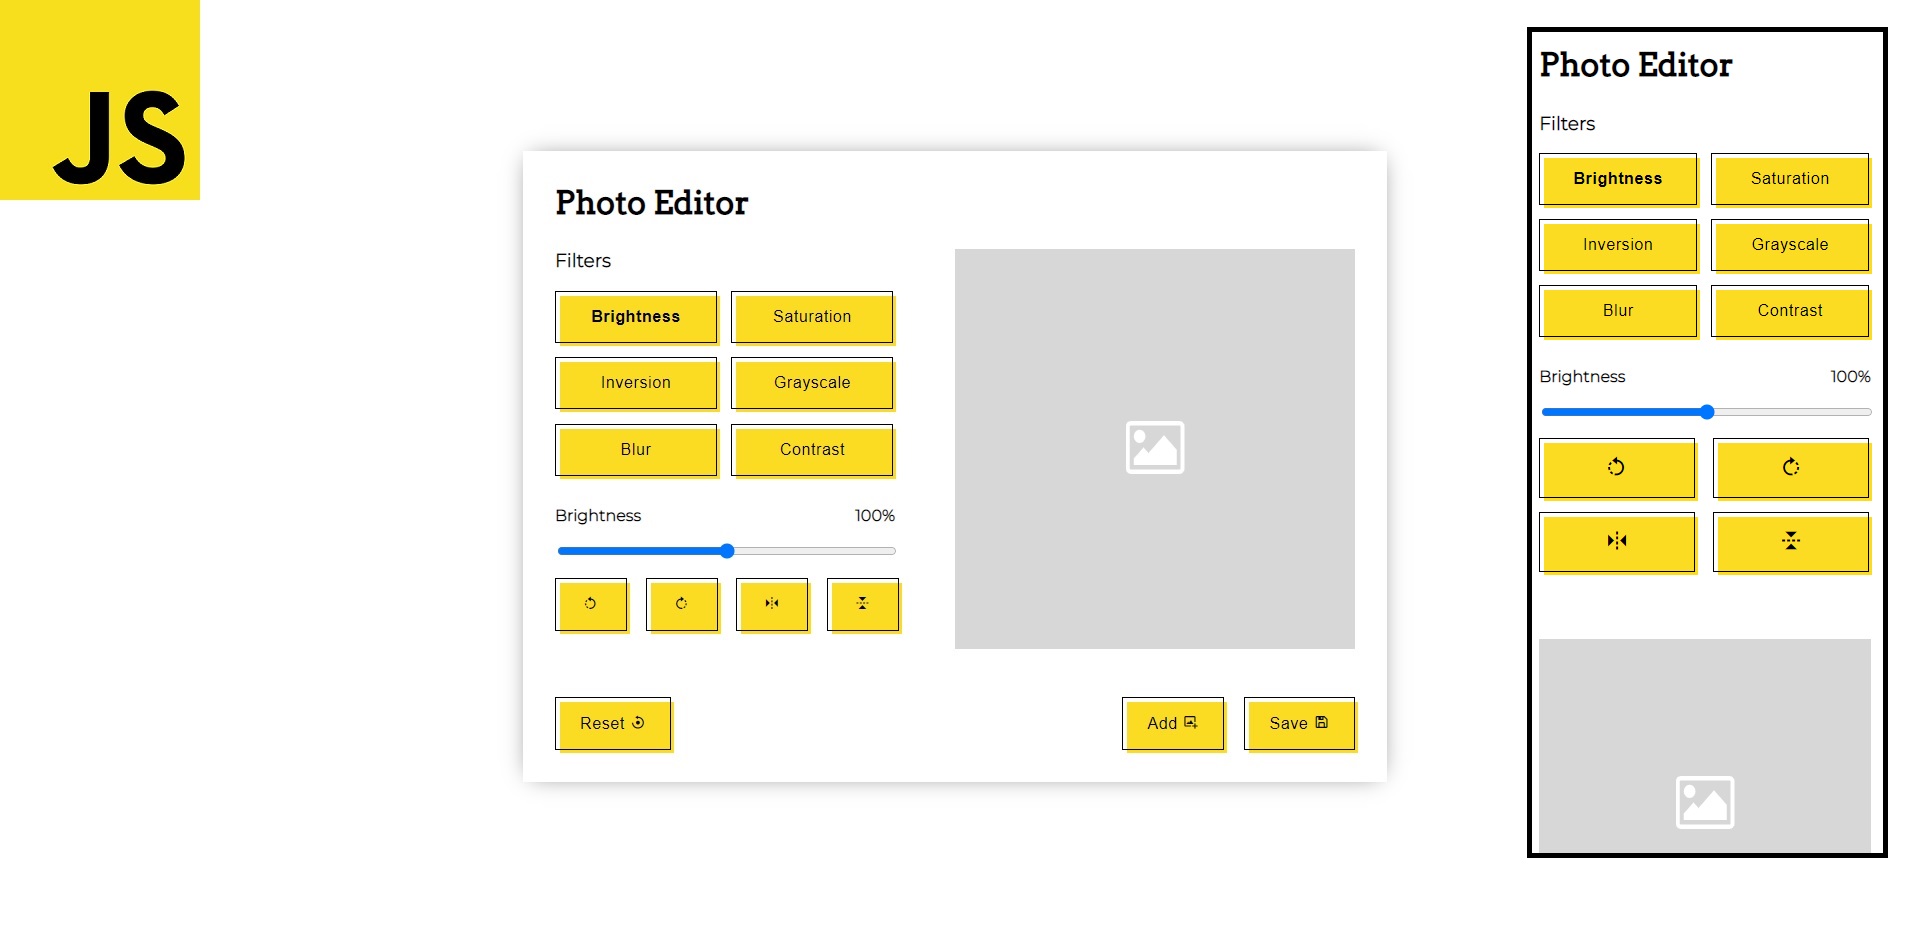 JS
Photo Editor
Filters
Brightness Saturation
Inversion Grayscale
Blur Contrast
Brightness 100%
Reset Add Save
Photo Editor
Filters
Brightness Saturation
Inversion Grayscale
Blur Contrast
Brightness 100%